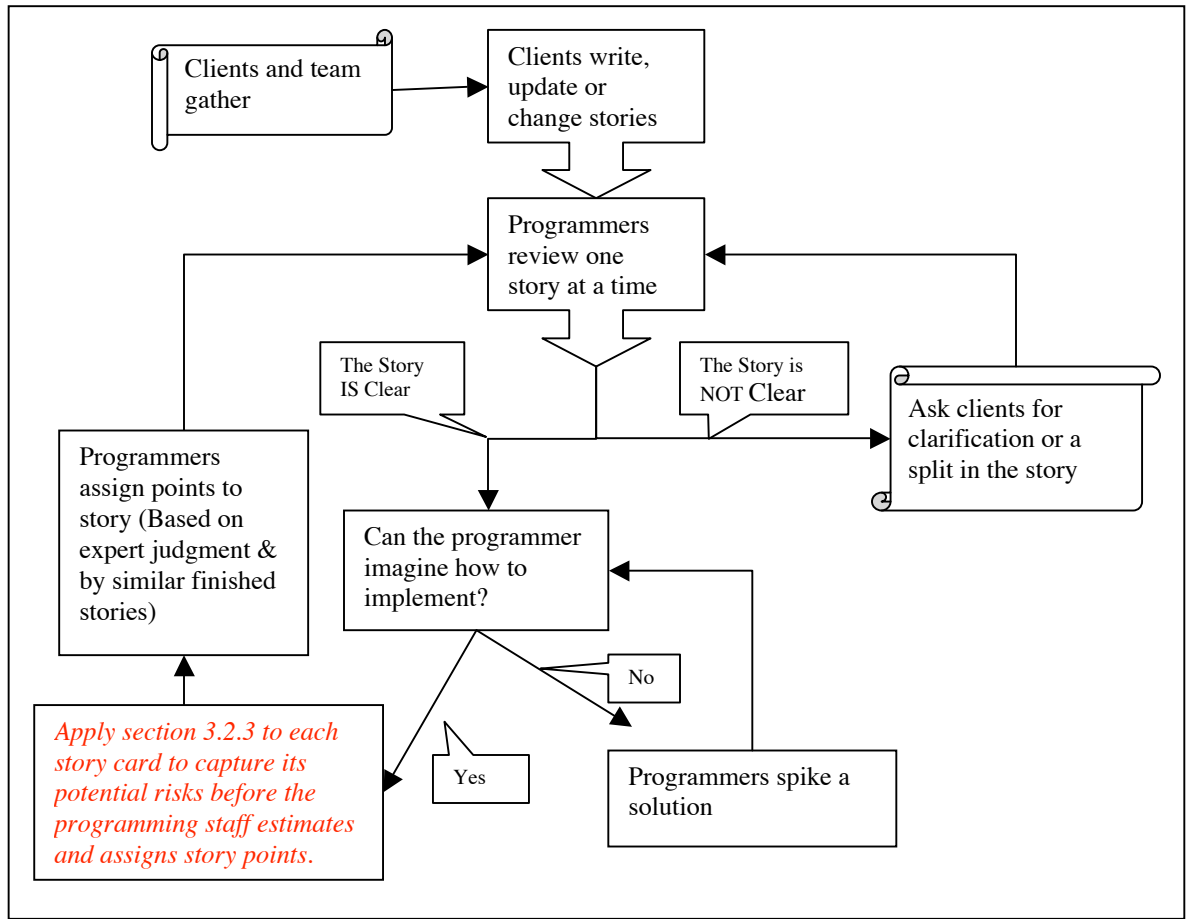 Clients and team
gather
Clients write,
update or
change stories
Programmers
review one
story at a time
The Story
IS Clear
The Story is
NOT Clear
Ask clients for
clarification or a
split in the story
Programmers
assign points to
story (Based on
expert judgment &
by similar finished
stories)
Can the programmer
imagine how to
implement?
No
Yes
Programmers spike a
solution
Apply section 3.2.3 to each
story card to capture its
potential risks before the
programming staff estimates
and assigns story points.